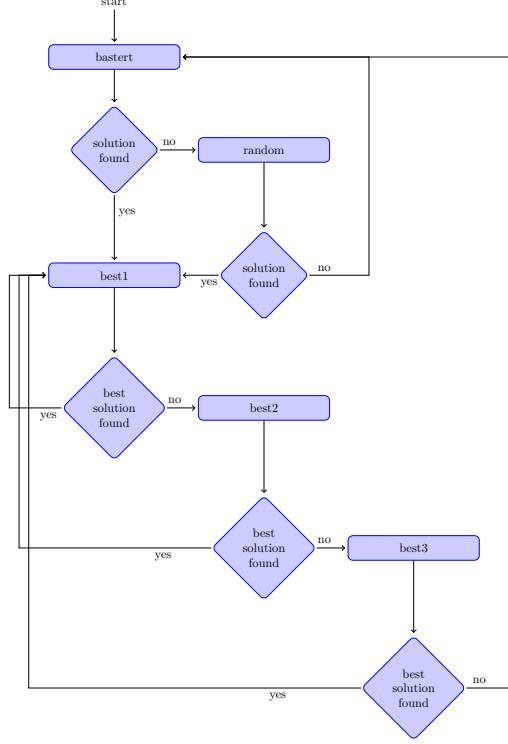 start
bastert
solution
found
no
random
yes
solution
found
no
yes
best1
best
solution
found
no
best2
yes
best
solution
found
no
best3
yes
best
solution
found
no
yes